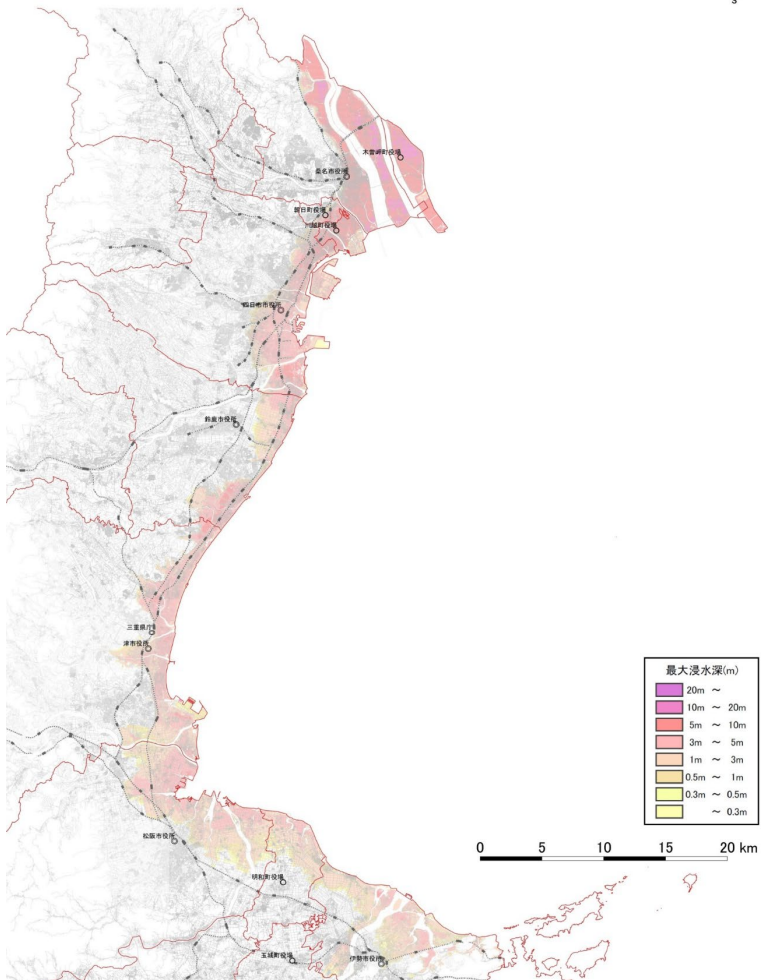 s
木曽岬町役場
桑名市役所
朝日町役場
川越町役場
四日市市役所
鈴鹿市役所
三重県庁
津市役所
最大浸水深(m)
20m ～
10m ～ 20m
5m ～ 10m
3m ～ 5m
1m ～ 3m
0.5m ～ 1m
0.3m ～ 0.5m
～ 0.3m
松阪市役所
0 5 10 15 20 km
明和町役場
玉城町役場
伊勢市役所